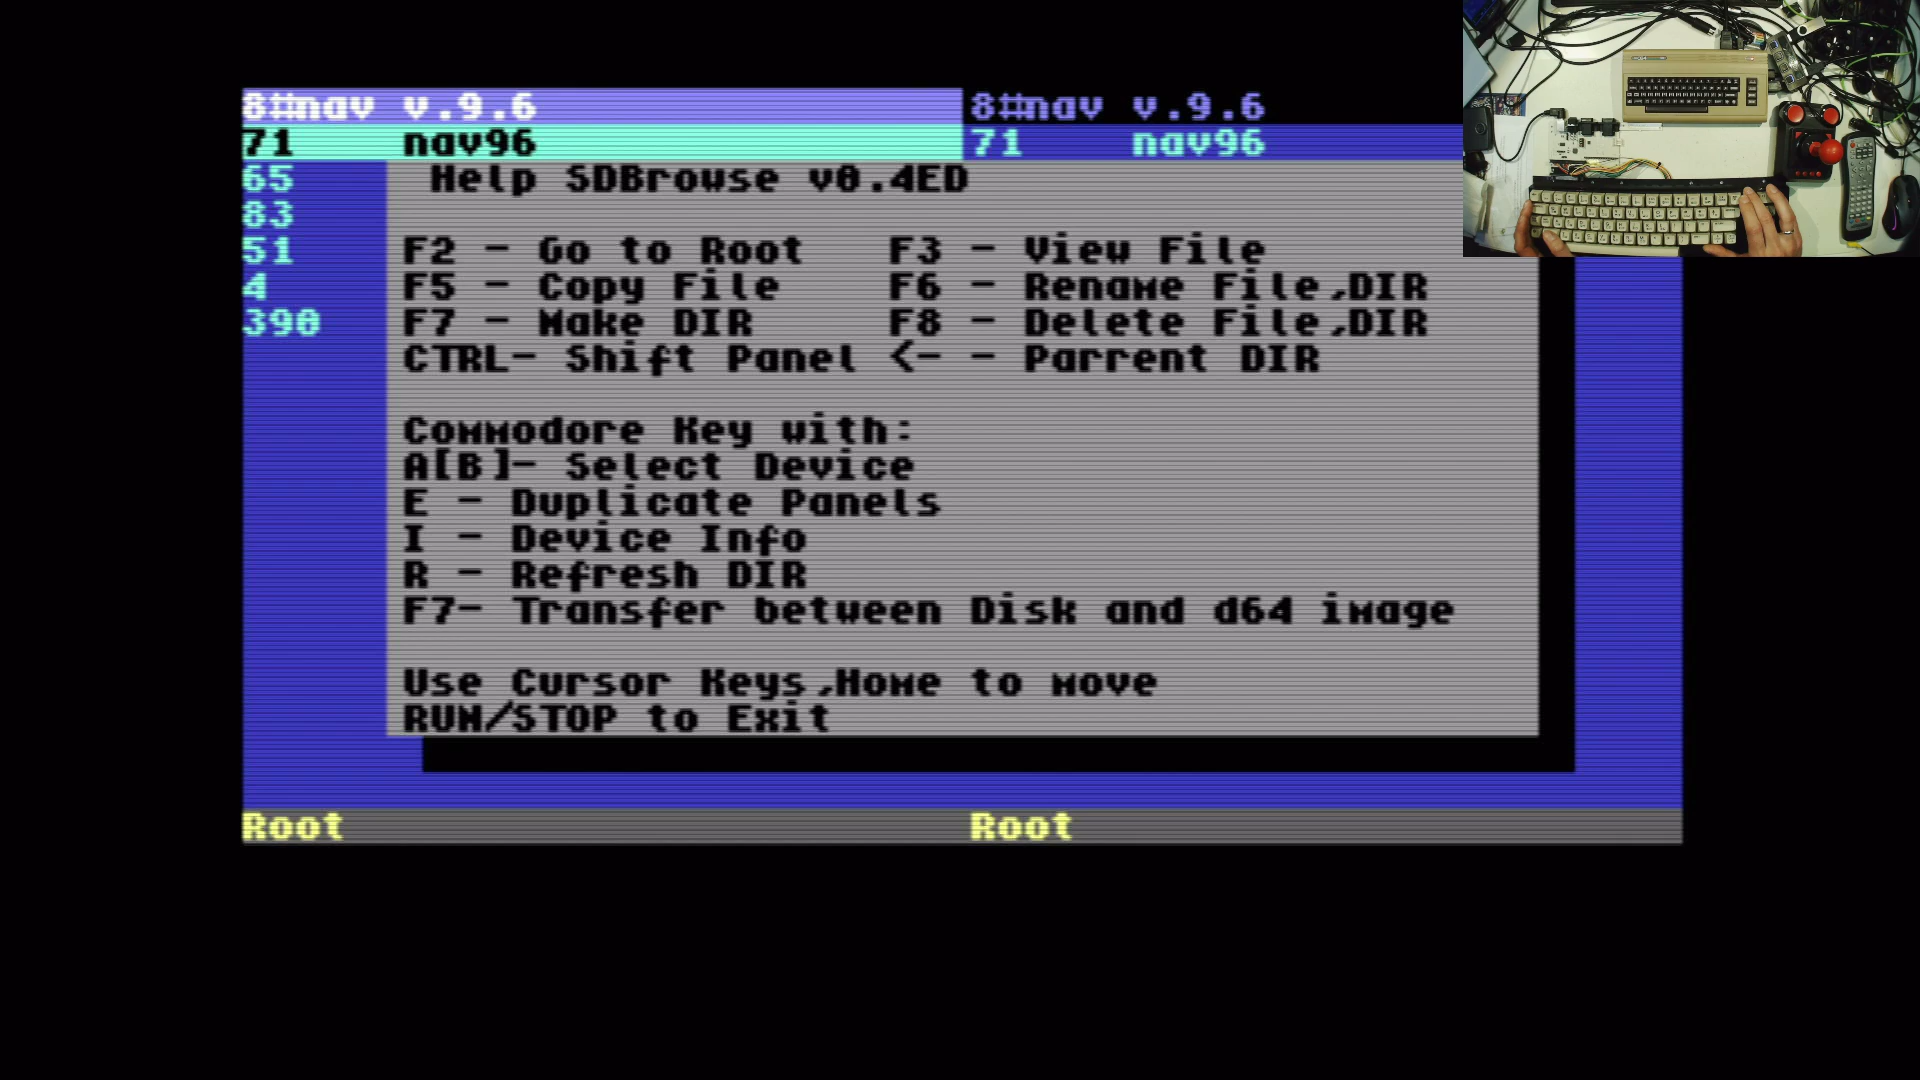 8#nav v.9.6 8#nav v.9.6
71 nav96 71 nav96
65 Help SDBrowse v0.4ED
83
51 F2 - Go to Root F3 - View File
4 F5 - Copy File F6 - Rename File,DIR
390 F7 - Make DIR F8 - Delete File,DIR
CTRL- Shift Panel <- - Parrent DIR
Commodore Key with:
A[B]- Select Device
E - Duplicate Panels
I - Device Info
R - Refresh DIR
F7- Transfer between Disk and d64 image
Use Cursor Keys,Home to move
RUN/STOP to Exit
Root Root